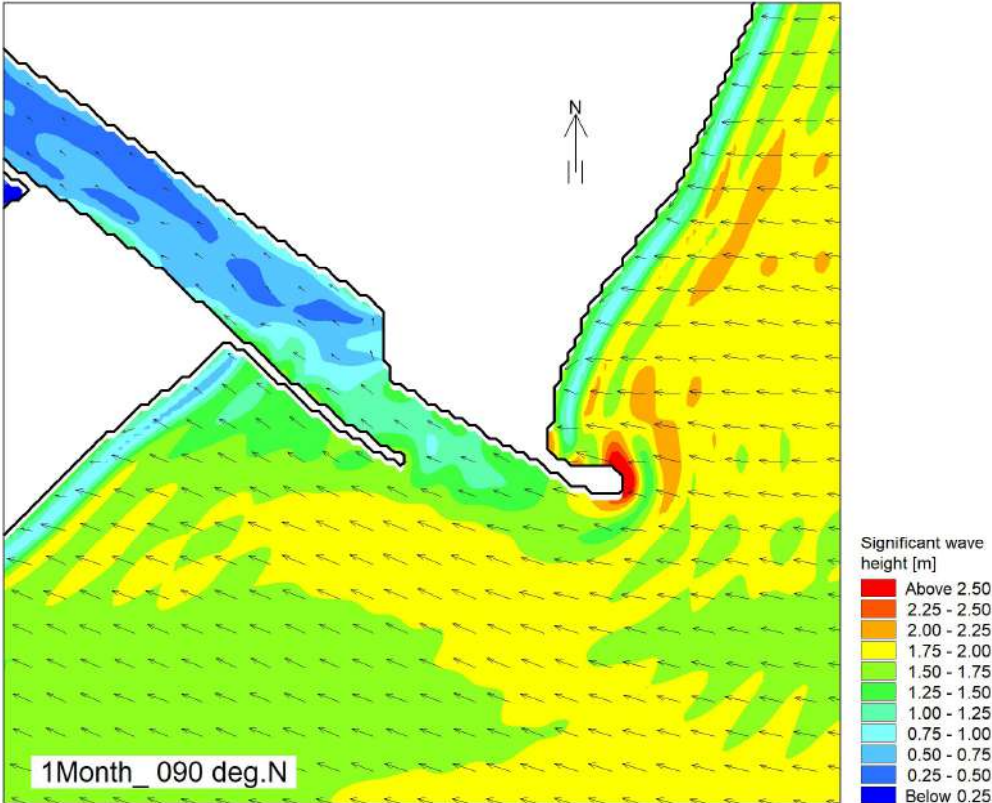 N
1Month_ 090 deg.N
Significant wave
height [m]
Above 2.50
2.25 - 2.50
2.00 - 2.25
1.75 - 2.00
1.50 - 1.75
1.25 - 1.50
1.00 - 1.25
0.75 - 1.00
0.50 - 0.75
0.25 - 0.50
Below 0.25